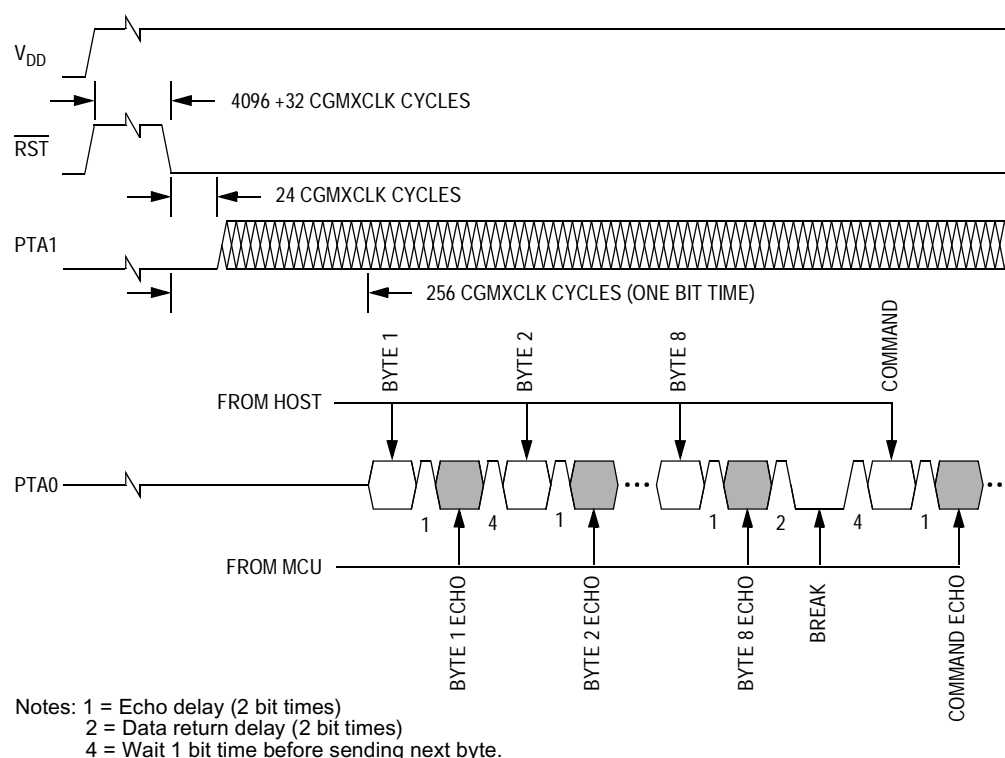 VDD
4096 +32 CGMXCLK CYCLES
RST
24 CGMXCLK CYCLES
PTA1
256 CGMXCLK CYCLES (ONE BIT TIME)
BYTE 1
BYTE 2
BYTE 8
COMMAND
FROM HOST
PTA0
1
4
1
1
2
4
1
FROM MCU
BYTE 1 ECHO
BYTE 2 ECHO
BYTE 8 ECHO
BREAK
COMMAND ECHO
Notes: 1 = Echo delay (2 bit times)
2 = Data return delay (2 bit times)
4 = Wait 1 bit time before sending next byte.